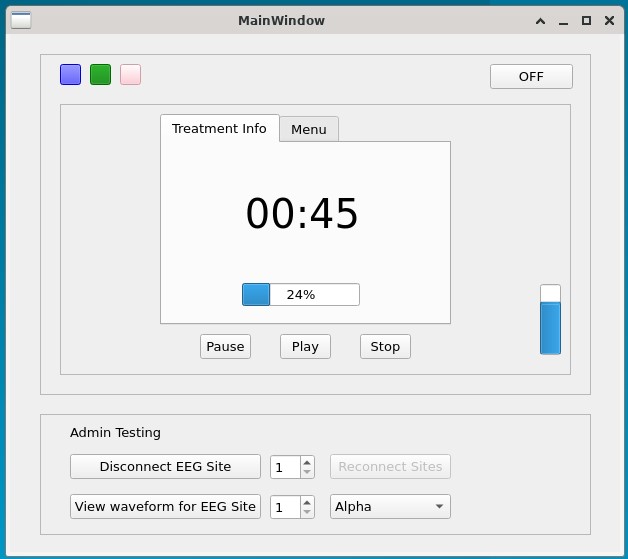 MainWindow
OFF
Treatment Info
Menu
00:45
24%
Pause
Play
Stop
Admin Testing
Disconnect EEG Site
1
Reconnect Sites
View waveform for EEG Site
1
Alpha